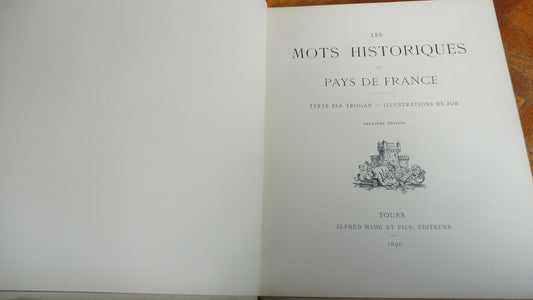 LES
MOTS HISTORIQUES
DU
PAYS DE FRANCE
TEXTE PAR TROGAN — ILLUSTRATIONS DE JOB
DEUXIÈME ÉDITION
TOURS
ALFRED MAME ET FILS, ÉDITEURS
1896